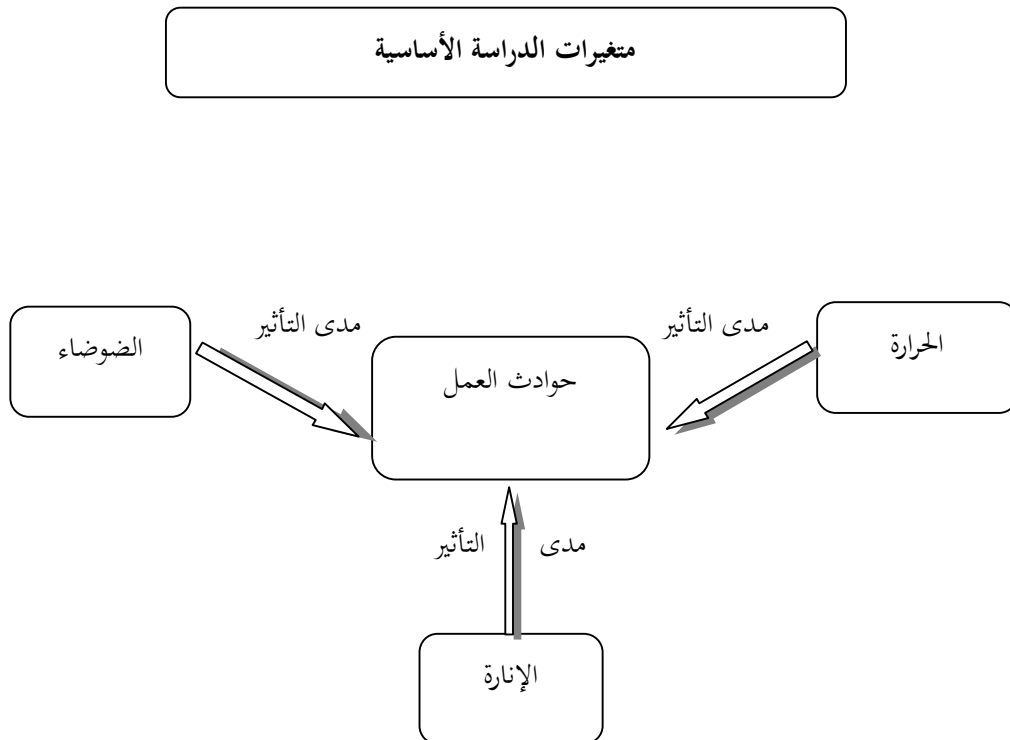 متغيرات الدراسة الأساسية
الحرارة
مدى التأثير
حوادث العمل
مدى التأثير
الضوضاء
مدى التأثير
الإنارة